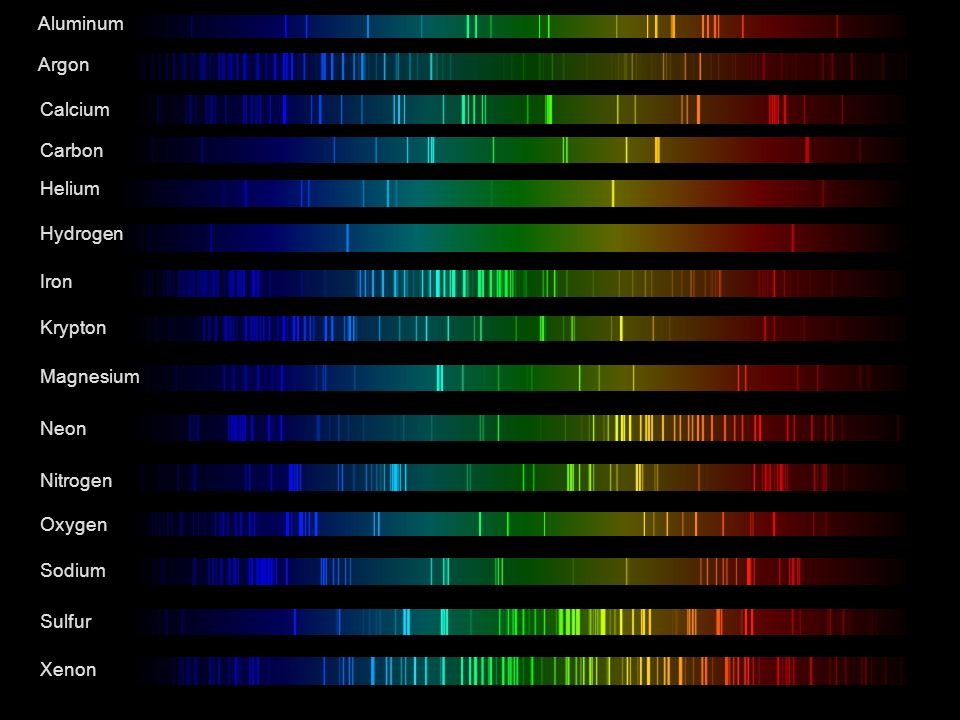 Aluminum
Argon
Calcium
Carbon
Helium
Hydrogen
Iron
Krypton
Magnesium
Neon
Nitrogen
Oxygen
Sodium
Sulfur
Xenon